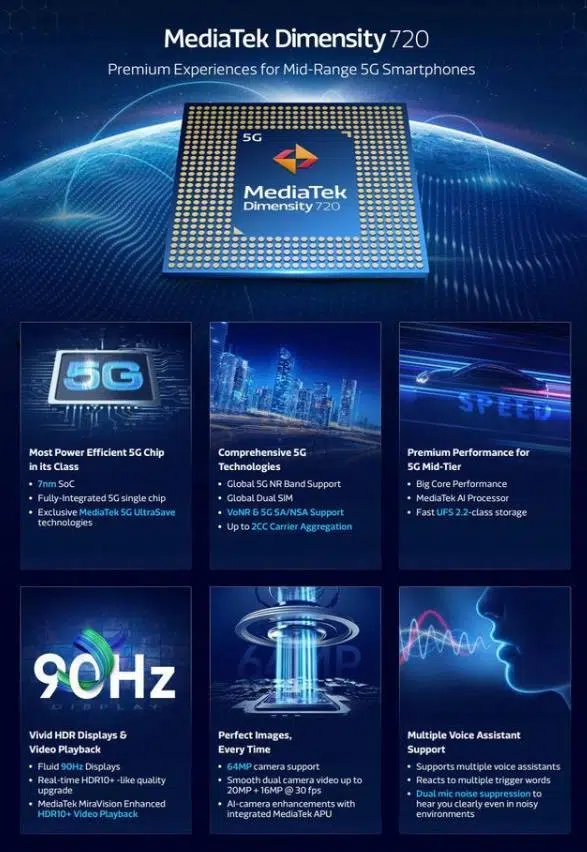 MediaTek Dimensity 720
Premium Experiences for Mid-Range 5G Smartphones
5G
MediaTek
Dimensity 720
5G
SPEED
Most Power Efficient 5G Chip
in its Class
• 7nm SoC
• Fully-Integrated 5G single chip
• Exclusive MediaTek 5G UltraSave
technologies
Comprehensive 5G
Technologies
• Global 5G NR Band Support
• Global Dual SIM
• VoNR & 5G SA/NSA Support
• Up to 2CC Carrier Aggregation
Premium Performance for
5G Mid-Tier
• Big Core Performance
• MediaTek AI Processor
• Fast UFS 2.2-class storage
90Hz
DISPLAY
64MP
Vivid HDR Displays &
Video Playback
• Fluid 90Hz Displays
• Real-time HDR10+ -like quality
upgrade
• MediaTek MiraVision Enhanced
HDR10+ Video Playback
Perfect Images,
Every Time
• 64MP camera support
• Smooth dual camera video up to
20MP + 16MP @ 30 fps
• AI-camera enhancements with
integrated MediaTek APU
Multiple Voice Assistant
Support
• Supports multiple voice assistants
• Reacts to multiple trigger words
• Dual mic noise suppression to
hear you clearly even in noisy
environments